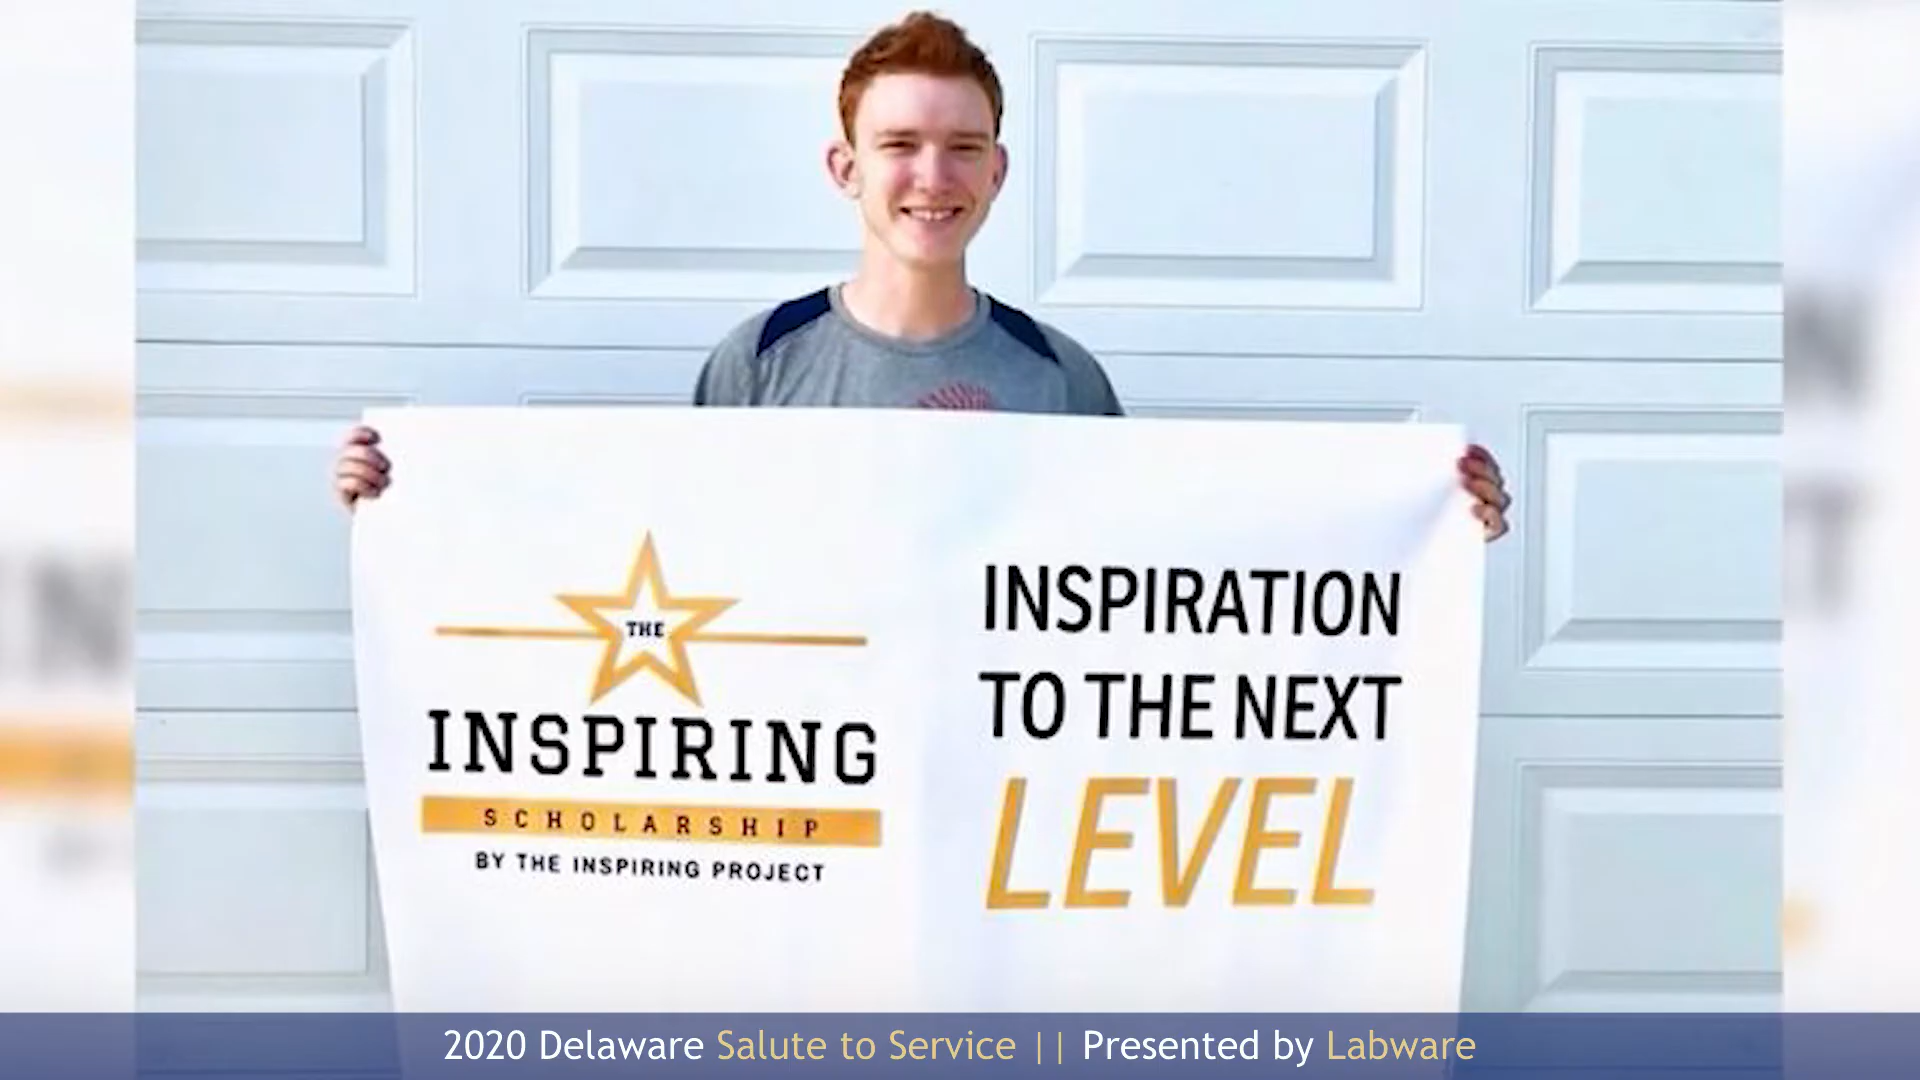 THE
INSPIRING
SCHOLARSHIP
BY THE INSPIRING PROJECT
INSPIRATION
TO THE NEXT
LEVEL
2020 Delaware Salute to Service || Presented by Labware